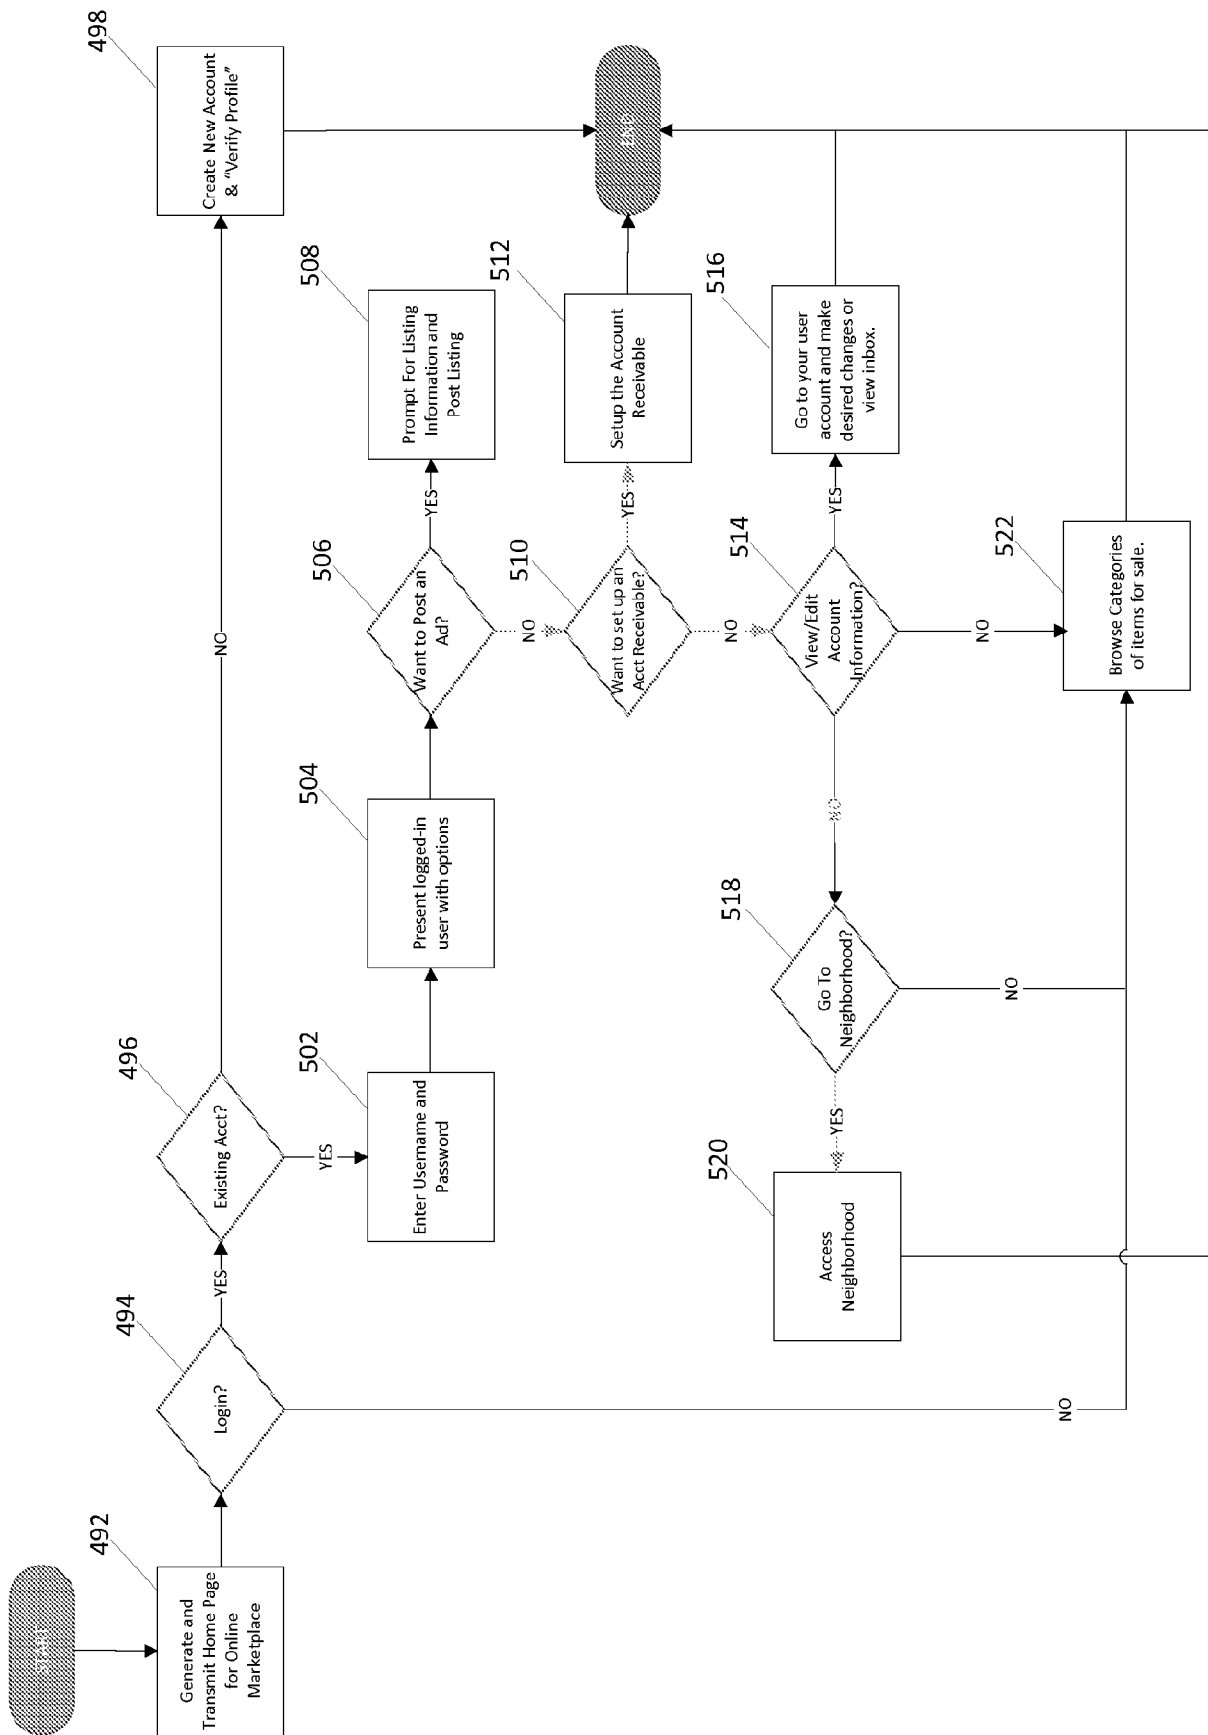 START
492
Generate and
Transmit Home Page
for Online
Marketplace
494
Login?
YES
NO
496
Existing Acct?
YES
NO
498
Create New Account
& “Verify Profile”
502
Enter Username and
Password
504
Present logged-in
user with options
506
Want to Post an
Ad?
YES
NO
508
Prompt For Listing
Information and
Post Listing
510
Want to set up an
Acct Receivable?
YES
NO
512
Setup the Account
Receivable
END
514
View/Edit
Account
Information?
YES
NO
NO
516
Go to your user
account and make
desired changes or
view inbox.
518
Go To
Neighborhood?
YES
NO
520
Access
Neighborhood
522
Browse Categories
of items for sale.